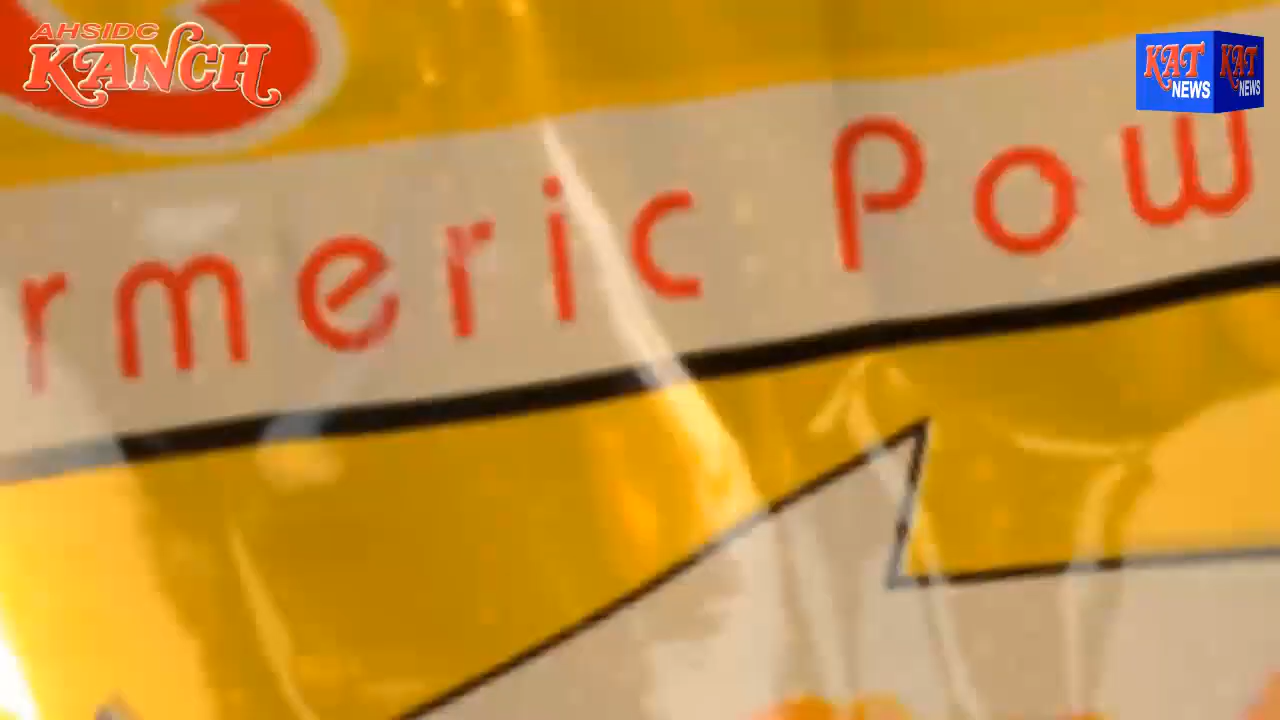 AHSIDC
KANCH
KAT
NEWS
KAT
NEWS
rmeric Pow